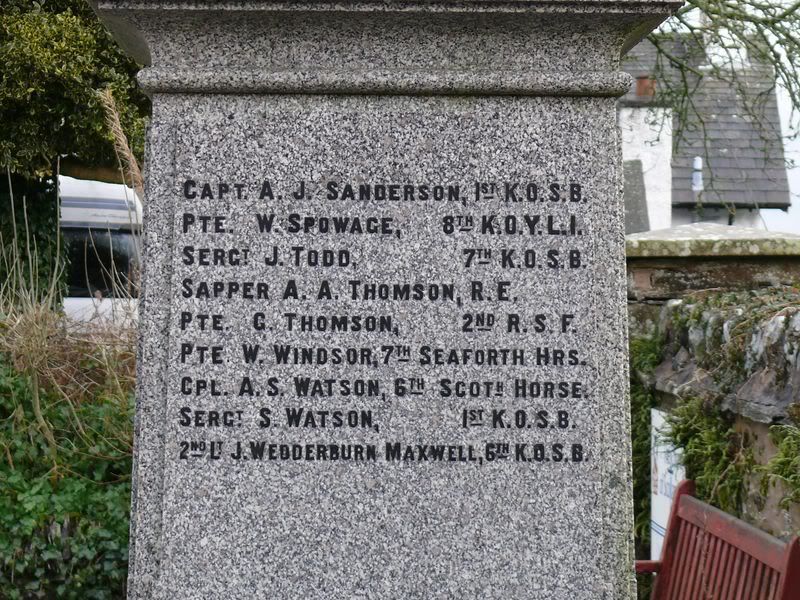 CAPT. A. J. SANDERSON, 1ST K.O.S.B.
PTE. W. SPOWAGE, 8TH K.O.Y.L.I.
SERGT J. TODD, 7TH K.O.S.B.
SAPPER A. A. THOMSON, R.E.
PTE. G. THOMSON, 2ND R.S.F.
PTE. W. WINDSOR, 7TH SEAFORTH HRS.
CPL. A. S. WATSON, 6TH SCOTH HORSE.
SERGT S. WATSON, 1ST K.O.S.B.
2ND LT J. WEDDERBURN MAXWELL, 6TH K.O.S.B.